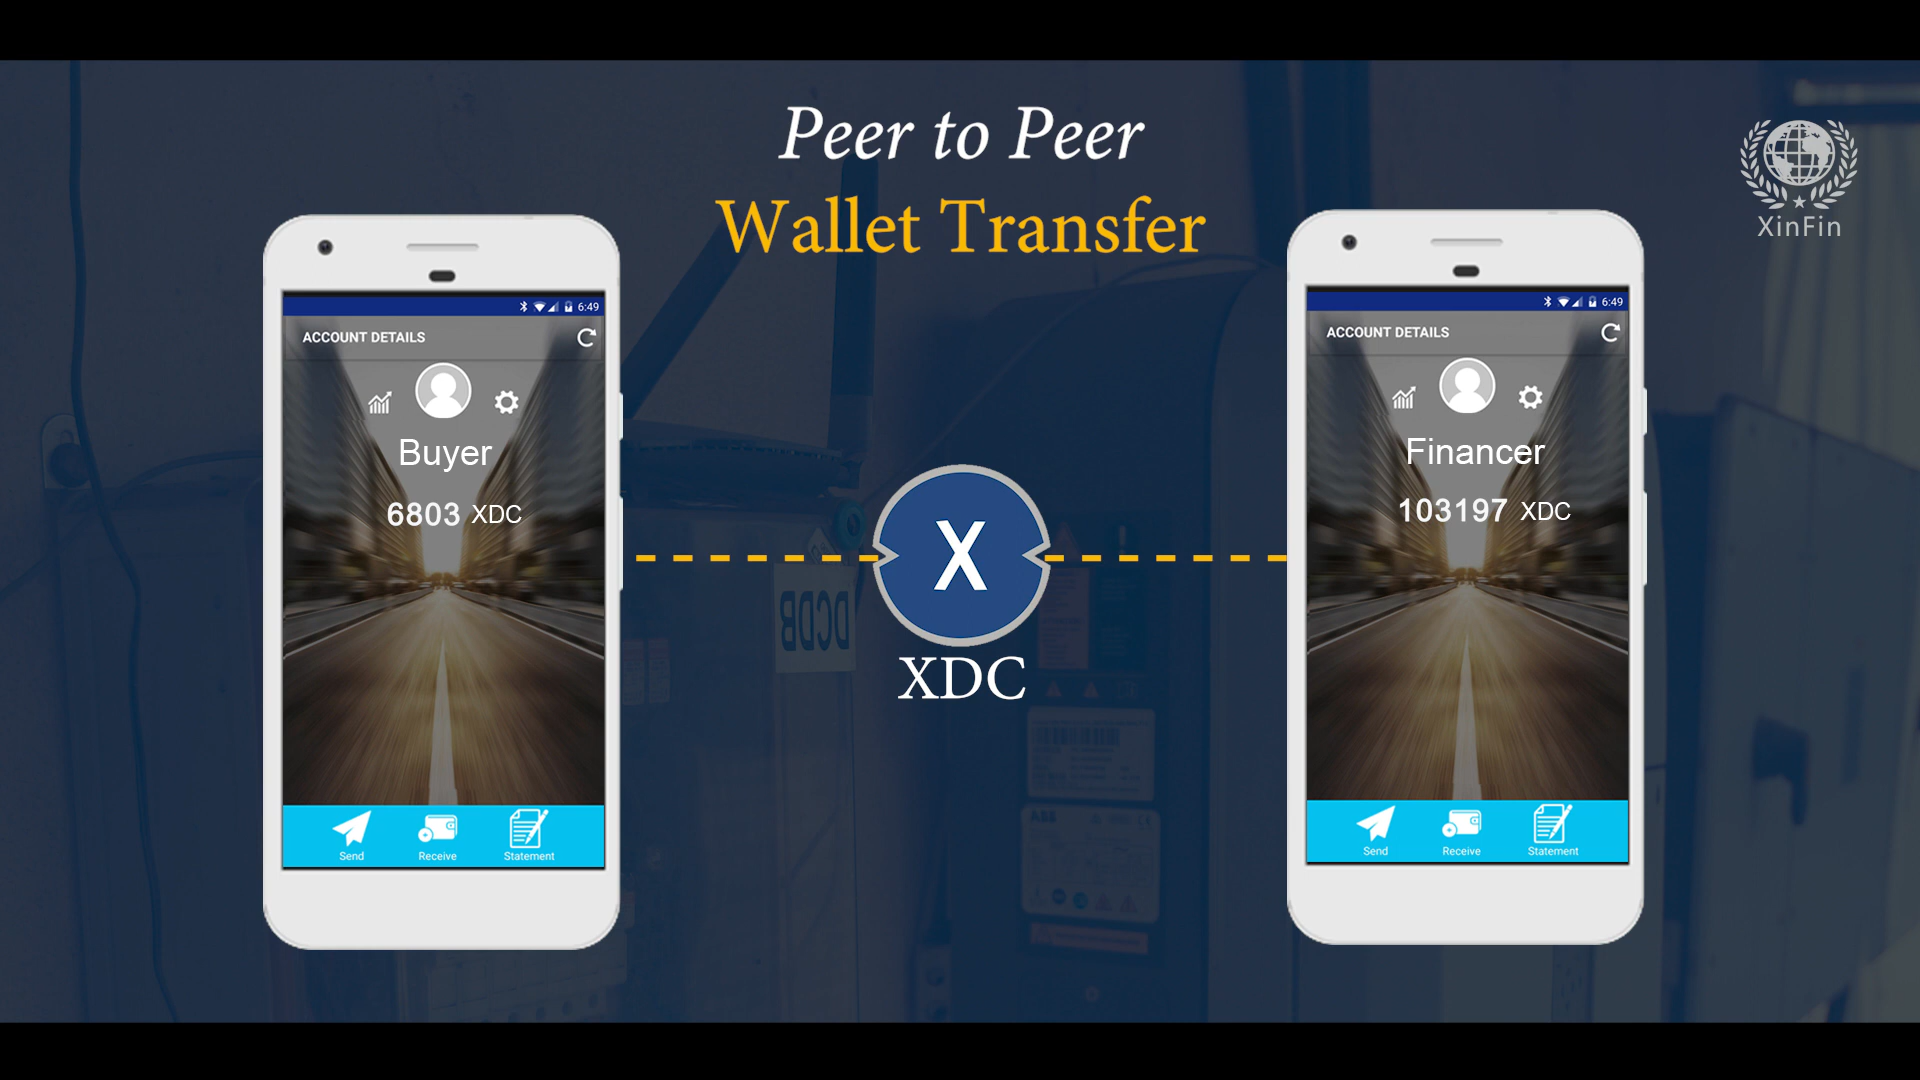 Peer to Peer
Wallet Transfer
XinFin
6:49
ACCOUNT DETAILS
Buyer
6803 XDC
Send Receive Statement
X
XDC
DCDB
6:49
ACCOUNT DETAILS
Financer
103197 XDC
Send Receive Statement